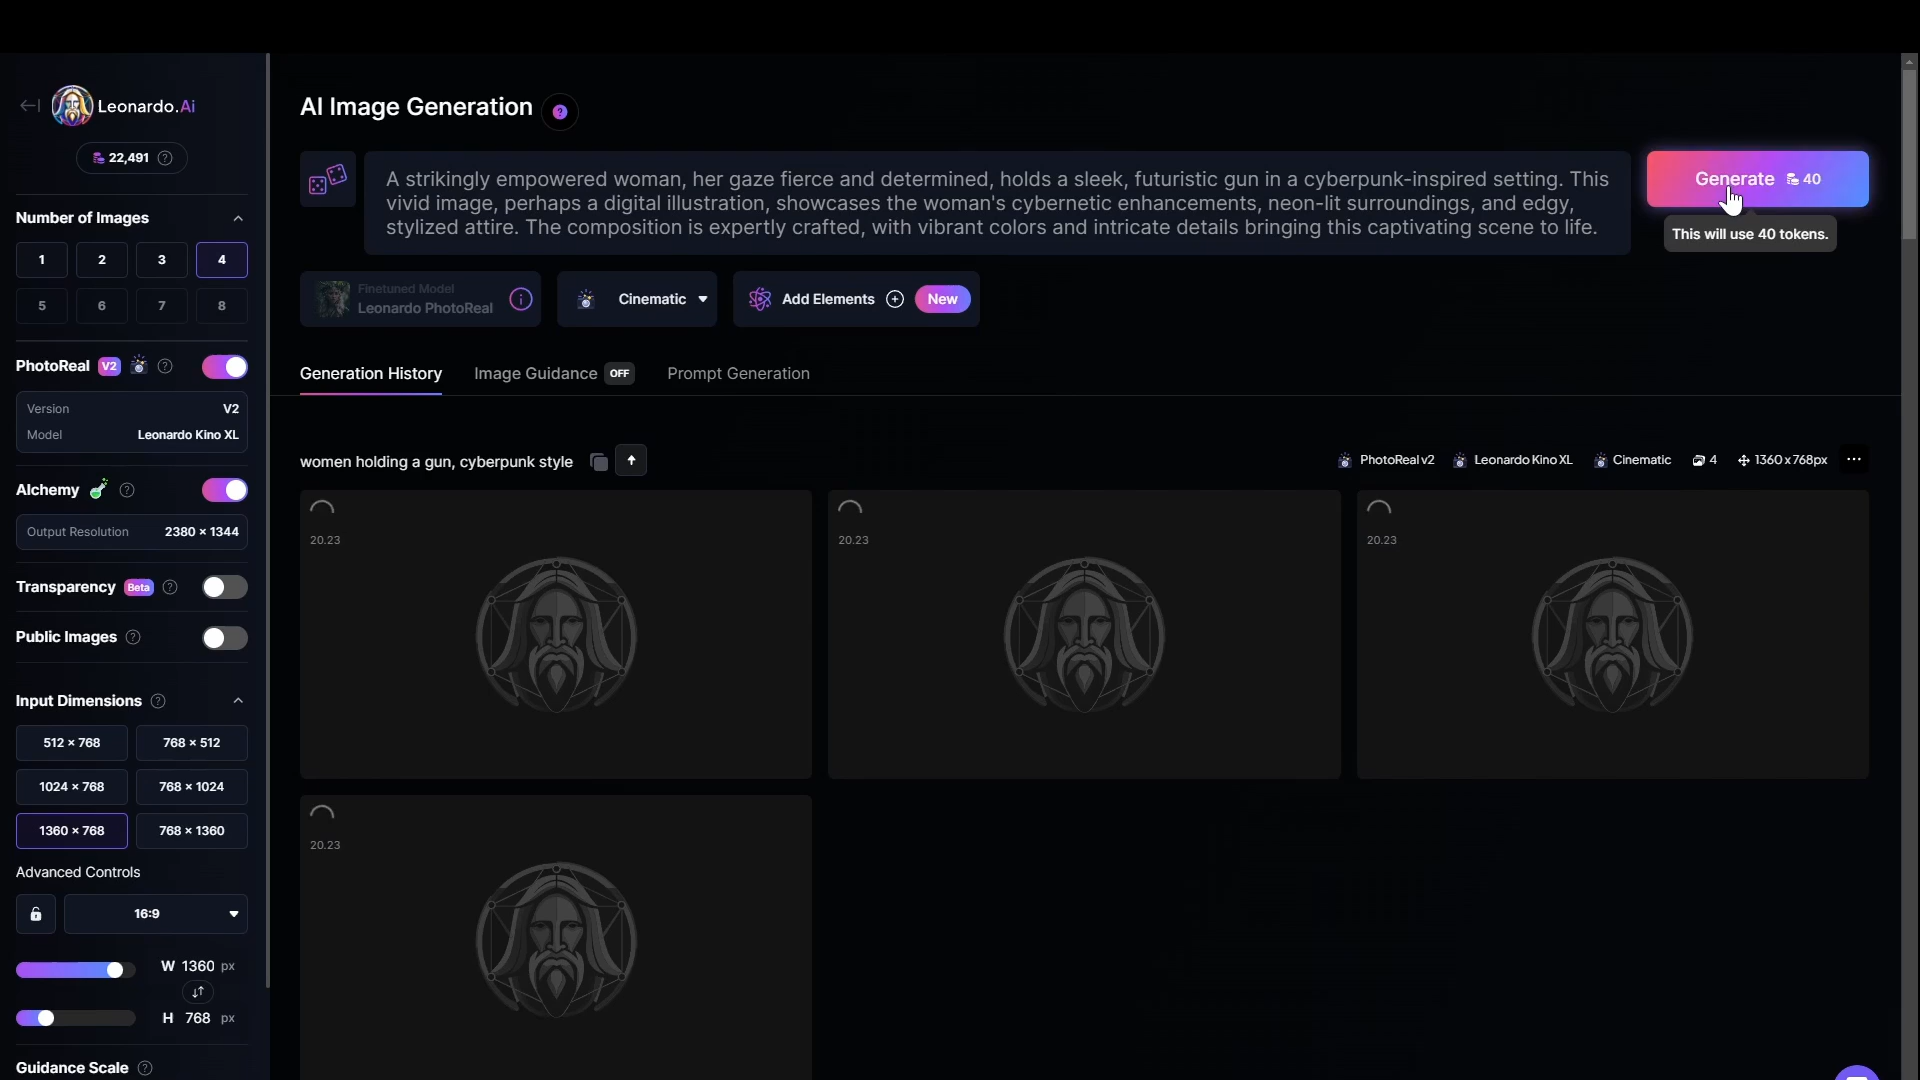 Leonardo.Ai
22,491
Number of Images
1 2 3 4
5 6 7 8
PhotoReal V2
Version V2
Model Leonardo Kino XL
Alchemy
Output Resolution 2380 × 1344
Transparency Beta
Public Images
Input Dimensions
512 × 768 768 × 512
1024 × 768 768 × 1024
1360 × 768 768 × 1360
Advanced Controls
16:9
W 1360 px
H 768 px
Guidance Scale
AI Image Generation ?
A strikingly empowered woman, her gaze fierce and determined, holds a sleek, futuristic gun in a cyberpunk-inspired setting. This
vivid image, perhaps a digital illustration, showcases the woman's cybernetic enhancements, neon-lit surroundings, and edgy,
stylized attire. The composition is expertly crafted, with vibrant colors and intricate details bringing this captivating scene to life.
Generate 40
This will use 40 tokens.
Finetuned Model
Leonardo PhotoReal
Cinematic
Add Elements New
Generation History Image Guidance OFF Prompt Generation
women holding a gun, cyberpunk style
PhotoReal v2 Leonardo Kino XL Cinematic 4 1360 x 768px
20.23 20.23 20.23
20.23